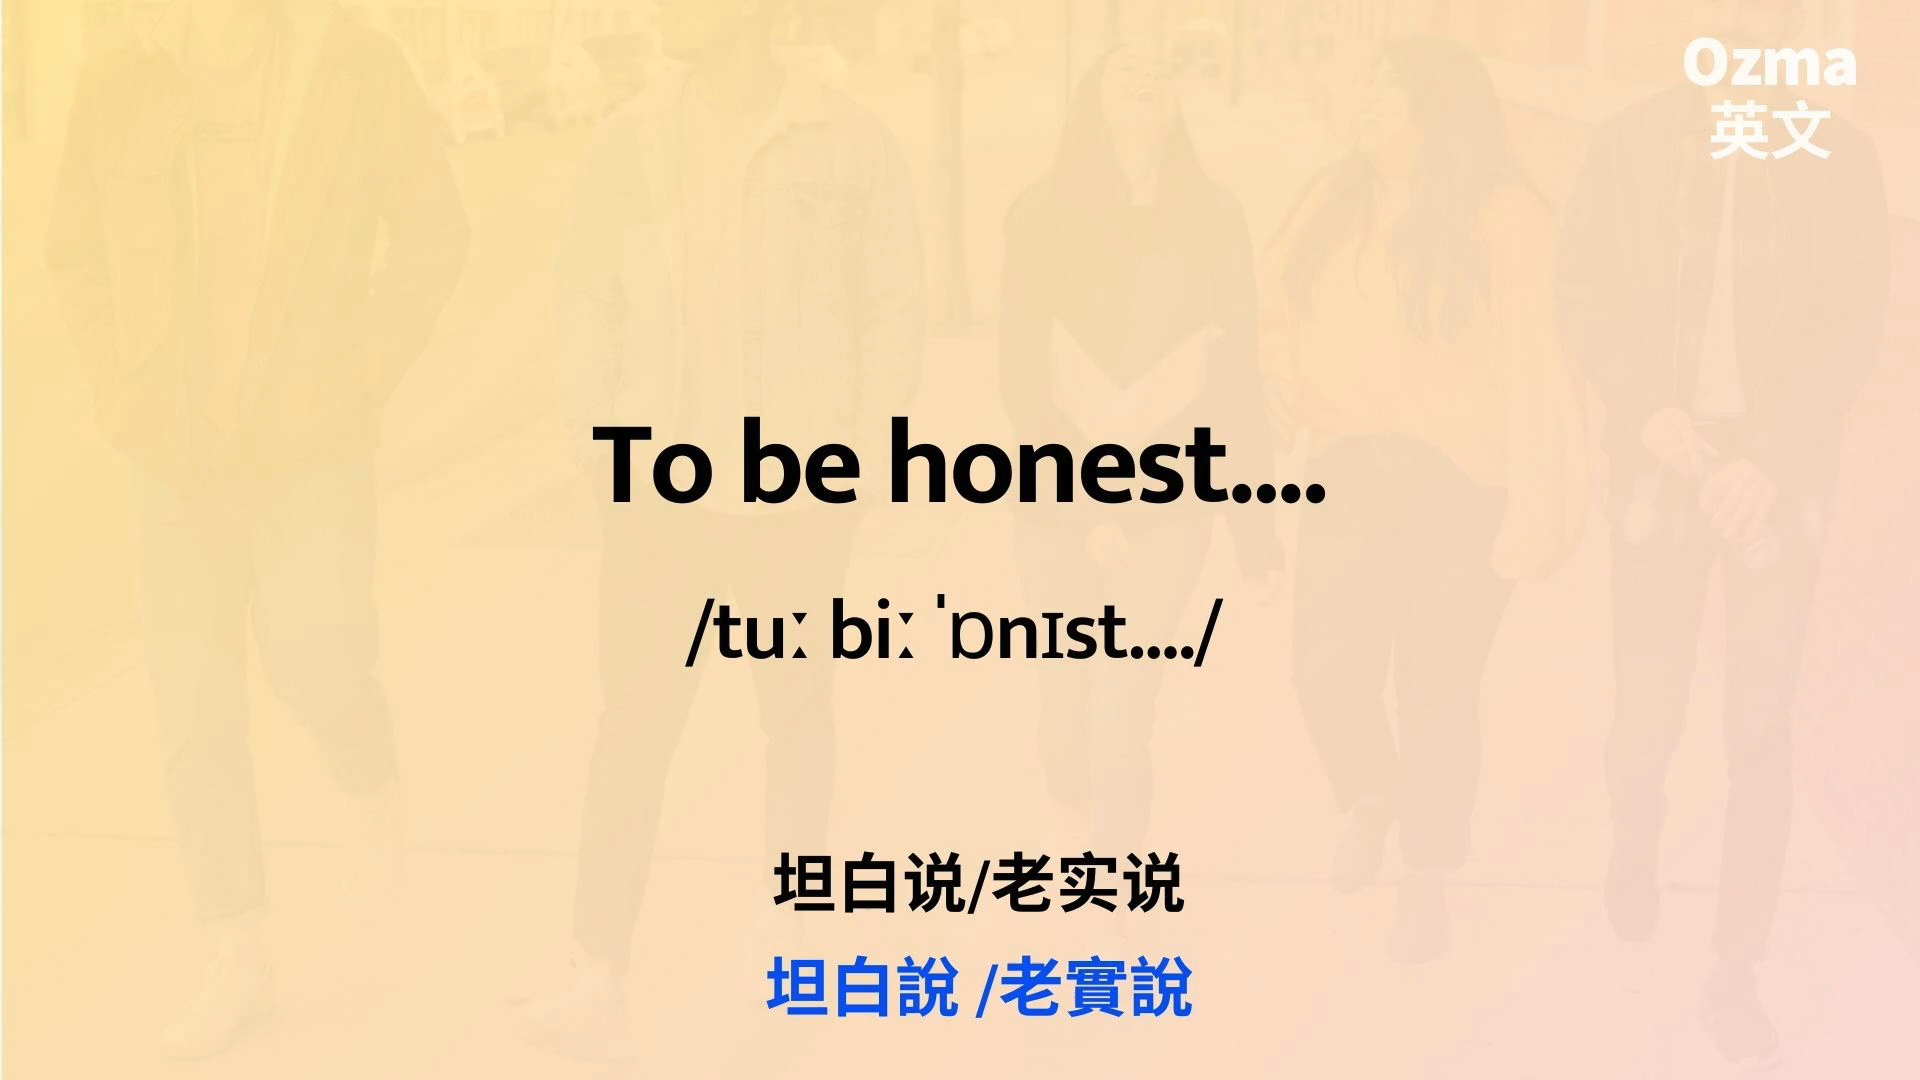 Ozma
英文
To be honest....
/tuː biː ˈɒnɪst..../
坦白说/老实说
坦白說 /老實說